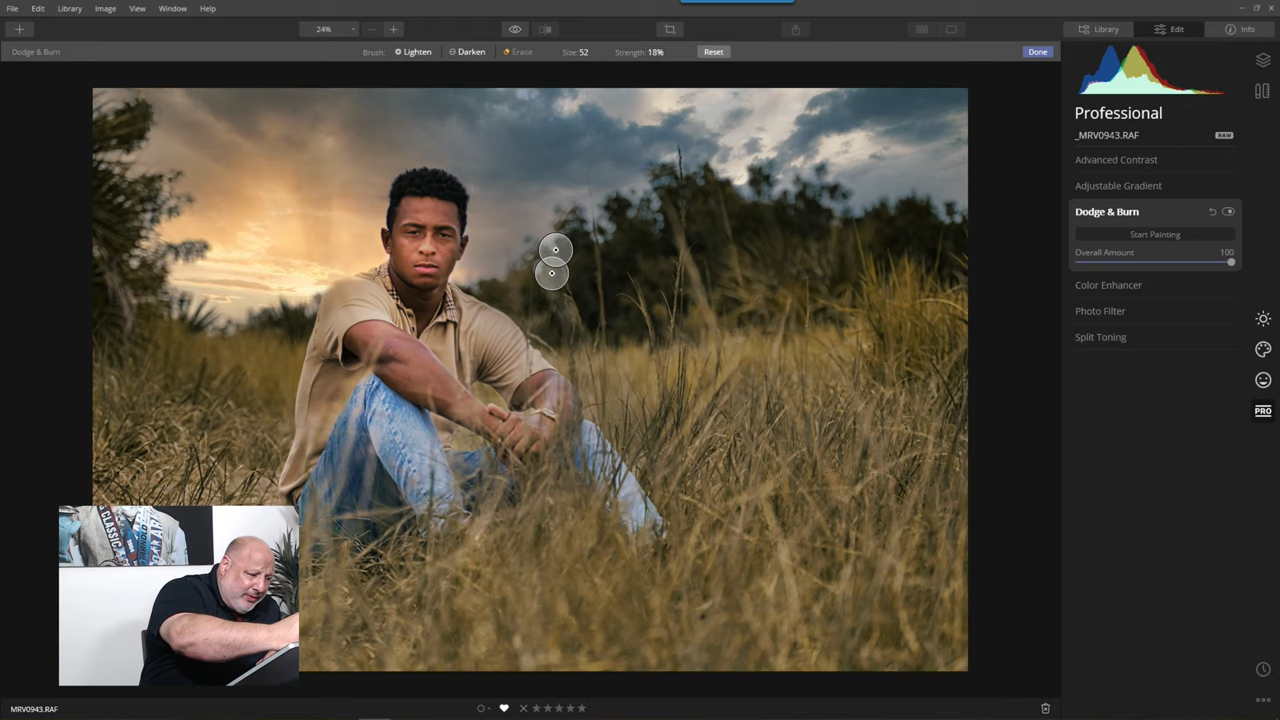 File Edit Library Image View Window Help
24%
Library Edit Info
Dodge & Burn Brush: Lighten Darken Erase Size: 52 Strength: 18% Reset Done
Professional
_MRV0943.RAF RAW
Advanced Contrast
Adjustable Gradient
Dodge & Burn
Start Painting
Overall Amount 100
Color Enhancer
Photo Filter
Split Toning
PRO
CLASSIC
ARNOLD
MRV0943.RAF